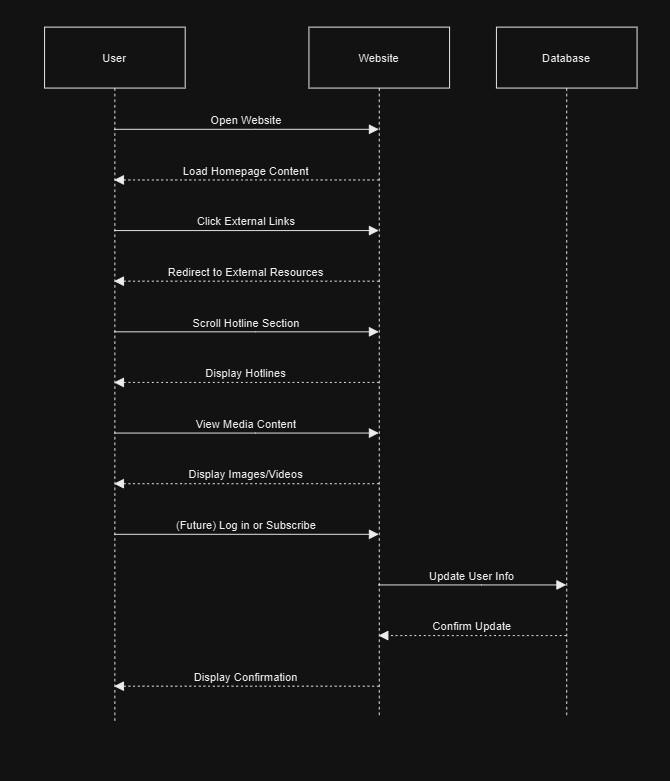 User
Website
Database
Open Website
Load Homepage Content
Click External Links
Redirect to External Resources
Scroll Hotline Section
Display Hotlines
View Media Content
Display Images/Videos
(Future) Log in or Subscribe
Update User Info
Confirm Update
Display Confirmation